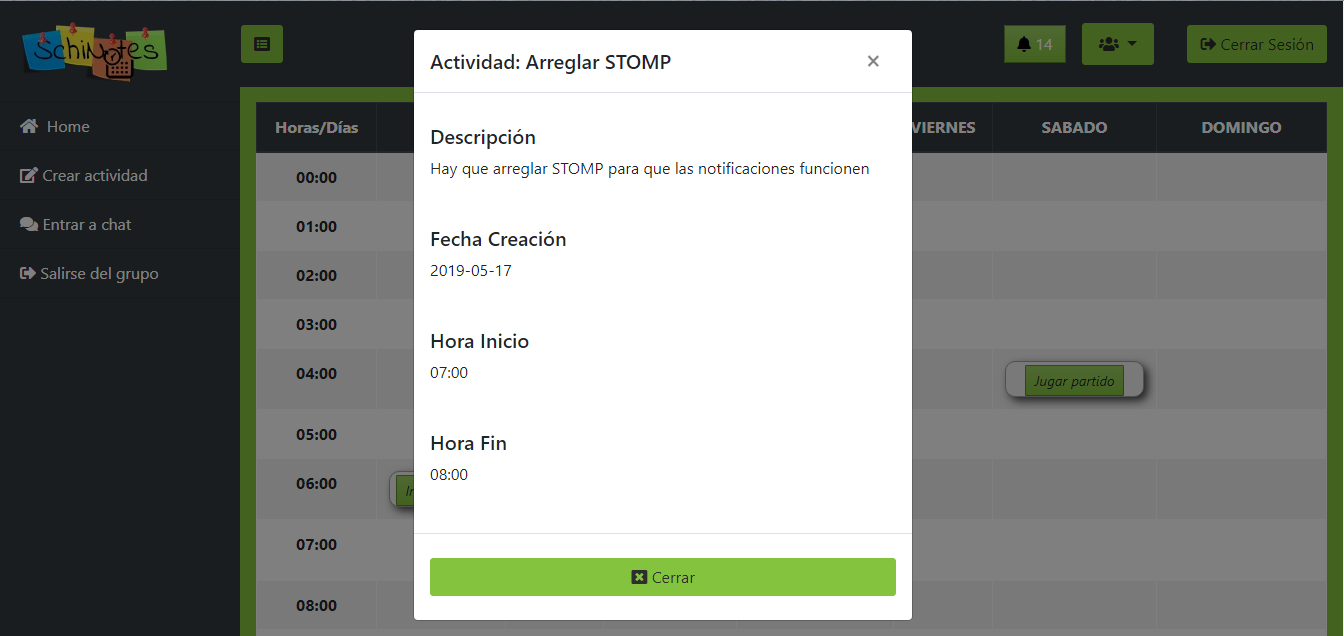 SchiNotes
14
Cerrar Sesión
Home
Crear actividad
Entrar a chat
Salirse del grupo
Actividad: Arreglar STOMP
×
Descripción
Hay que arreglar STOMP para que las notificaciones funcionen
Fecha Creación
2019-05-17
Hora Inicio
07:00
Hora Fin
08:00
Cerrar
Horas/Días
VIERNES
SABADO
DOMINGO
00:00
01:00
02:00
03:00
04:00
Jugar partido
05:00
06:00
07:00
08:00